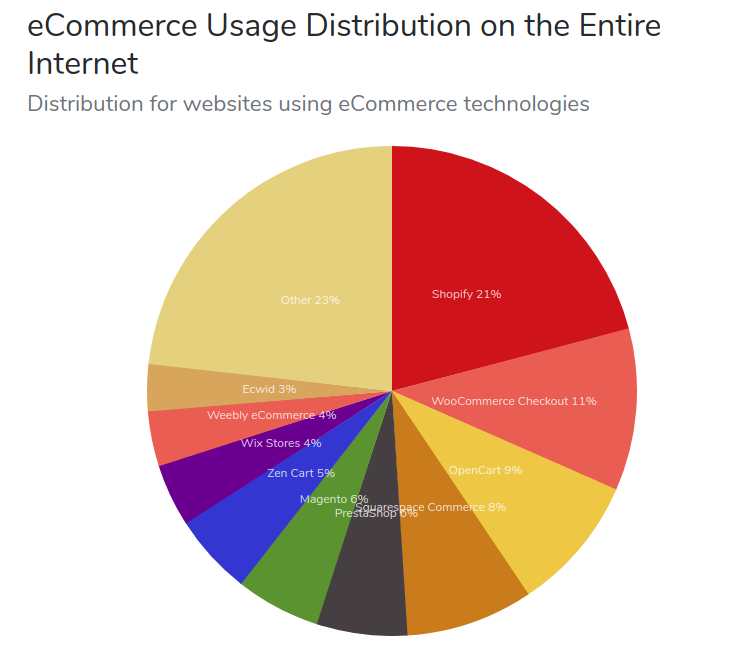 eCommerce Usage Distribution on the Entire
Internet
Distribution for websites using eCommerce technologies
Other 23%
Shopify 21%
Ecwid 3%
WooCommerce Checkout 11%
Weebly eCommerce 4%
Wix Stores 4%
OpenCart 9%
Zen Cart 5%
Magento 6%
Squarespace Commerce 8%
PrestaShop 6%